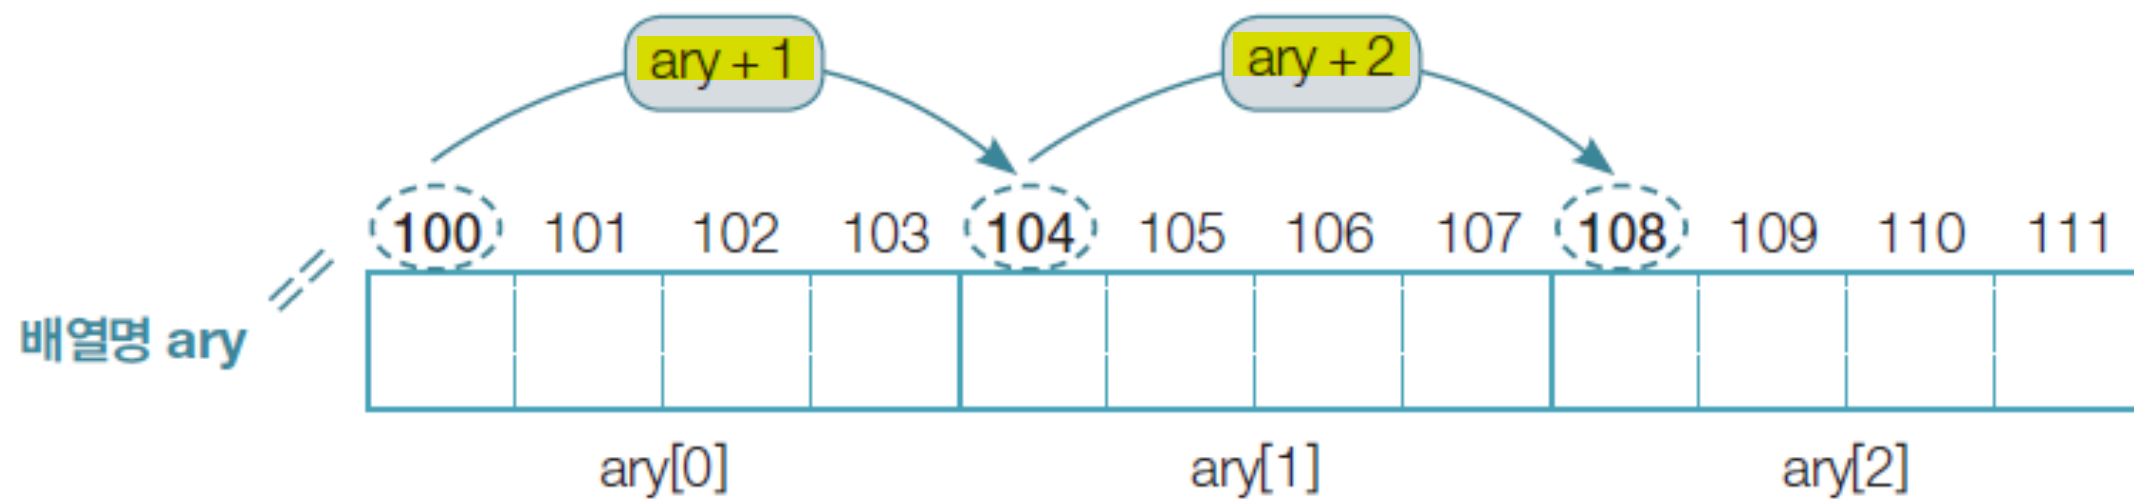 ary + 1 ary + 2
100 101 102 103 104 105 106 107 108 109 110 111
배열명 ary
ary[0] ary[1] ary[2]